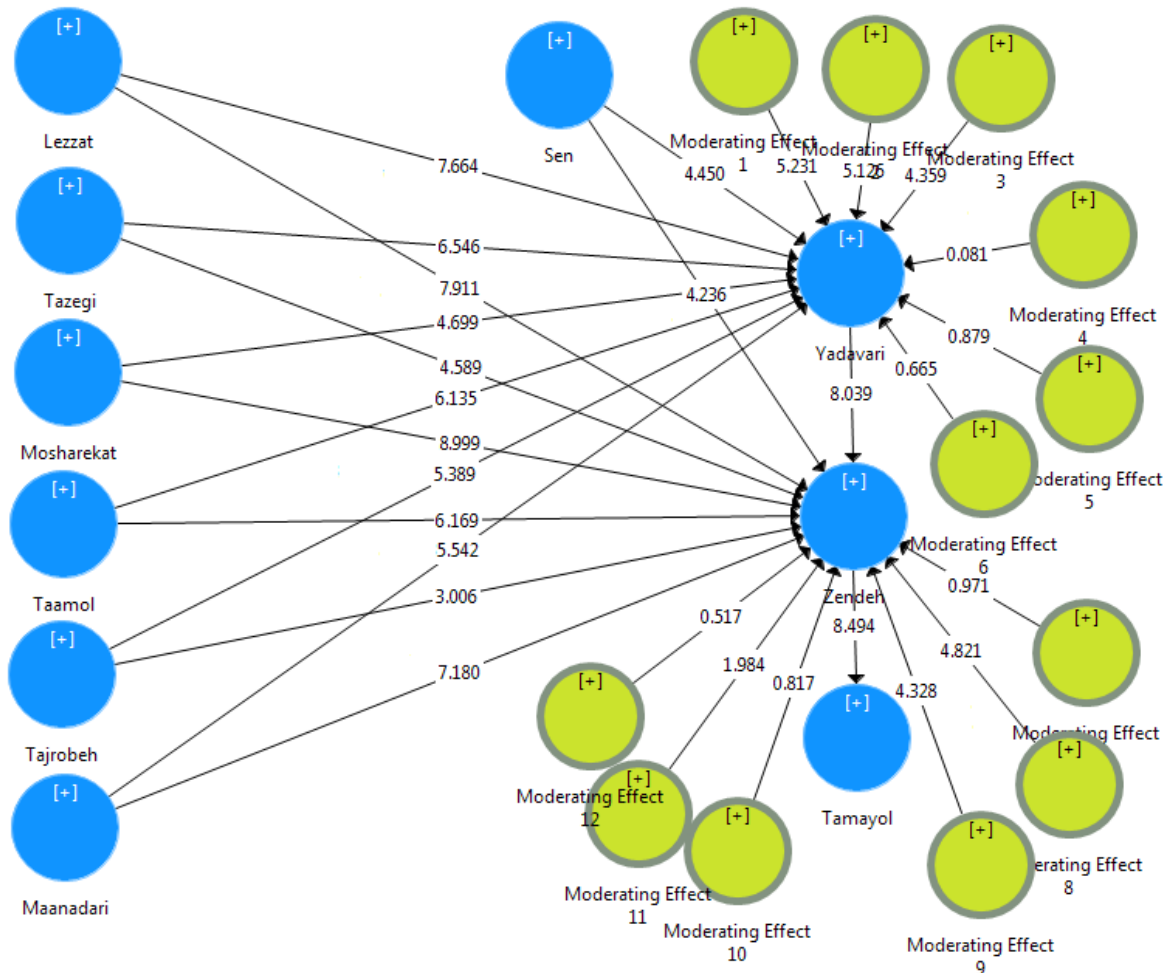 [+]
Lezzat
[+]
Tazegi
[+]
Mosharekat
[+]
Taamol
[+]
Tajrobeh
[+]
Maanadari
[+]
Sen
[+]
Moderating Effect
1
[+]
Moderating Effect
2
[+]
Moderating Effect
3
[+]
Moderating Effect
4
[+]
Moderating Effect
5
[+]
Moderating Effect
6
[+]
Yadavari
[+]
Zendeh
[+]
Tamayol
[+]
Moderating Effect
[+]
erating Effect
8
[+]
Moderating Effect
9
[+]
Moderating Effect
10
[+]
Moderating Effect
11
[+]
Moderating Effect
12
7.664
6.546
7.911
4.699
4.589
6.135
8.999
5.389
6.169
5.542
3.006
7.180
4.450
4.236
5.231
5.126
4.359
0.081
0.879
0.665
8.039
8.494
0.971
4.821
4.328
0.817
1.984
0.517